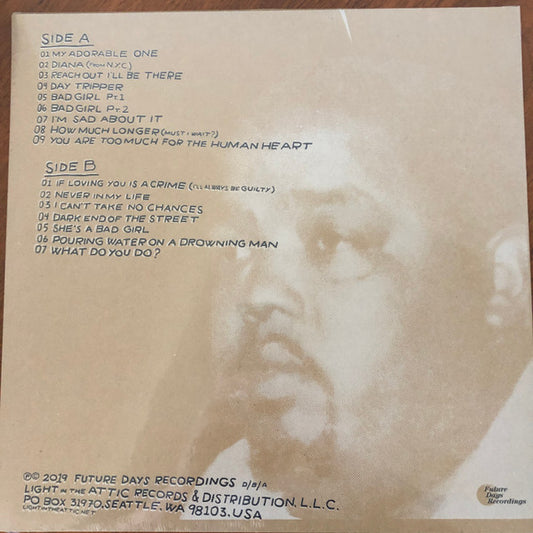 SIDE A
01 MY ADORABLE ONE
02 DIANA (FROM N.Y.C.)
03 REACH OUT I'LL BE THERE
04 DAY TRIPPER
05 BAD GIRL Pt.1
06 BAD GIRL Pt.2
07 I'M SAD ABOUT IT
08 HOW MUCH LONGER (MUST I WAIT?)
09 YOU ARE TOO MUCH FOR THE HUMAN HEART
SIDE B
01 IF LOVING YOU IS A CRIME (I'LL ALWAYS BE GUILTY)
02 NEVER IN MY LIFE
03 I CAN'T TAKE NO CHANCES
04 DARK END OF THE STREET
05 SHE'S A BAD GIRL
06 POURING WATER ON A DROWNING MAN
07 WHAT DO YOU DO?
℗© 2019 FUTURE DAYS RECORDINGS D/B/A
LIGHT IN THE ATTIC RECORDS & DISTRIBUTION, L.L.C.
PO BOX 31970, SEATTLE, WA 98103, USA
LIGHTINTHEATTIC.NET
Future
Days
Recordings